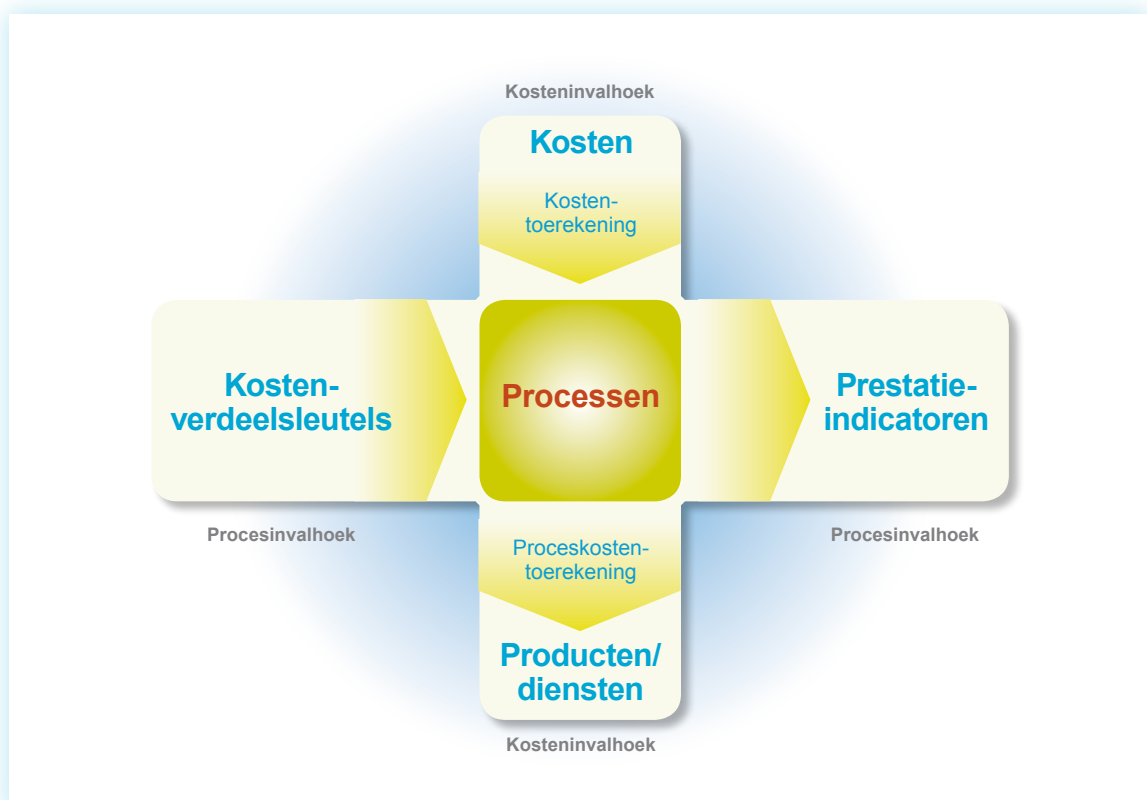 Kosteninvalhoek
Kosten
Kosten-
toerekening
Kosten-
verdeelsleutels
Processen
Prestatie-
indicatoren
Procesinvalhoek
Procesinvalhoek
Proceskosten-
toerekening
Producten/
diensten
Kosteninvalhoek